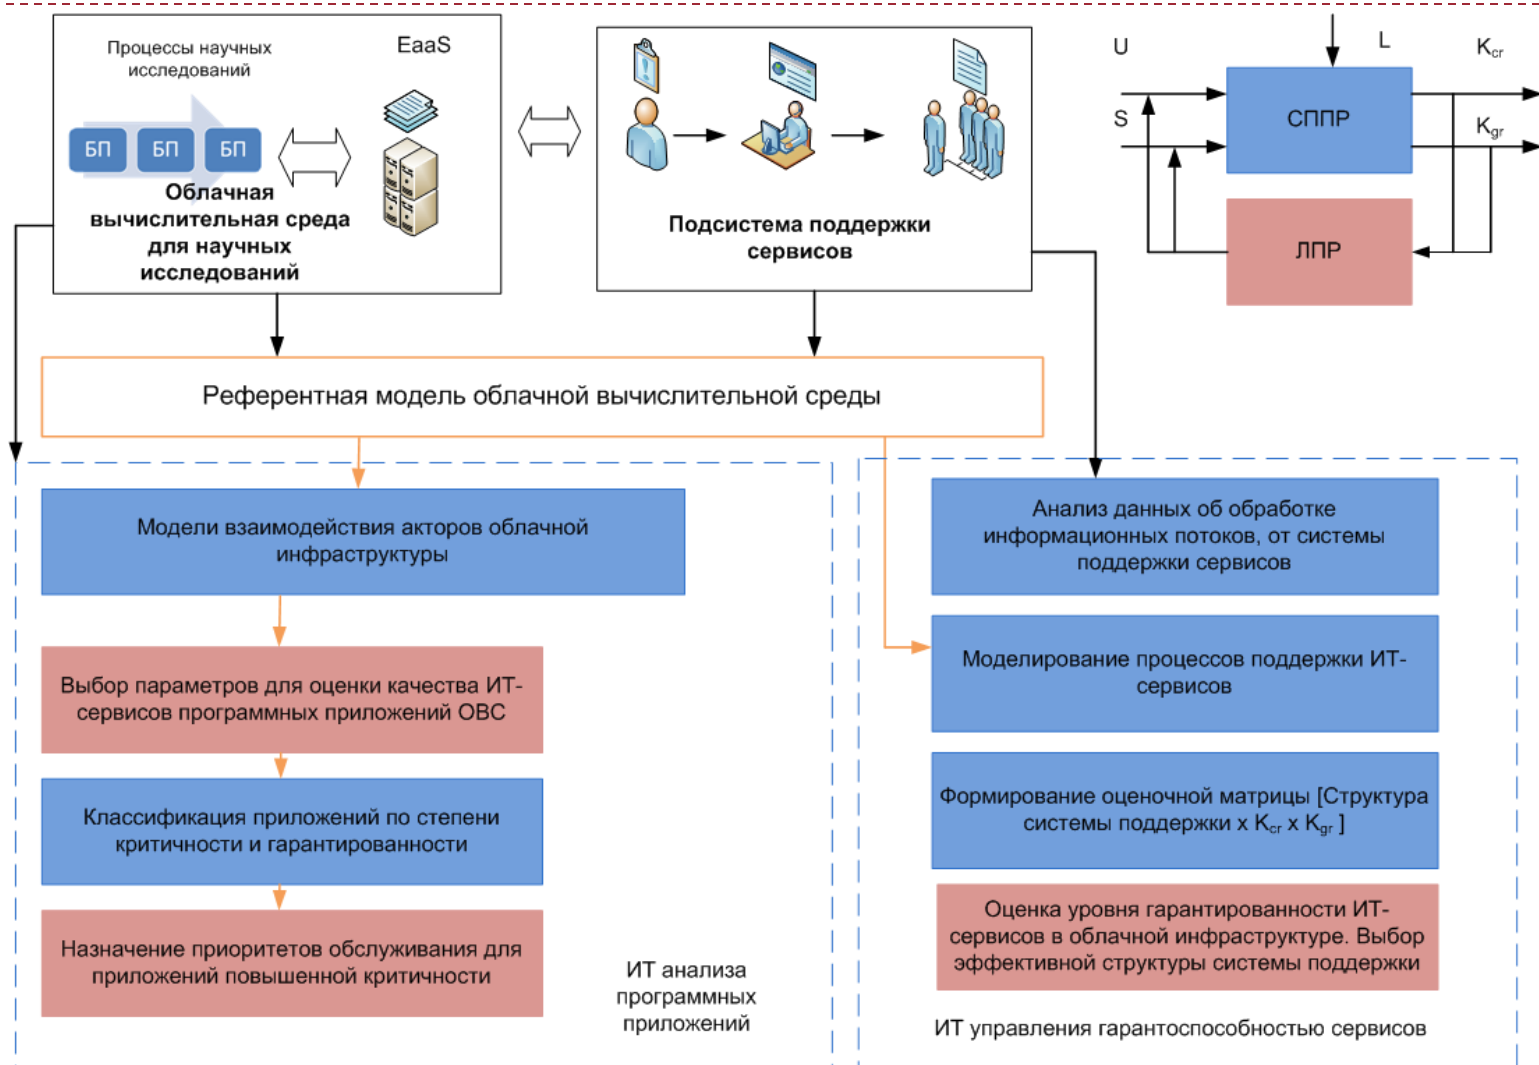 Процессы научных
исследований
EaaS
БП
БП
БП
Облачная
вычислительная среда
для научных
исследований
Подсистема поддержки
сервисов
U
S
L
K_cr
K_gr
СППР
ЛПР
Референтная модель облачной вычислительной среды
Модели взаимодействия акторов облачной
инфраструктуры
Выбор параметров для оценки качества ИТ-
сервисов программных приложений ОВС
Классификация приложений по степени
критичности и гарантированности
Назначение приоритетов обслуживания для
приложений повышенной критичности
ИТ анализа
программных
приложений
Анализ данных об обработке
информационных потоков, от системы
поддержки сервисов
Моделирование процессов поддержки ИТ-
сервисов
Формирование оценочной матрицы [Структура
системы поддержки x K_cr x K_gr ]
Оценка уровня гарантированности ИТ-
сервисов в облачной инфраструктуре. Выбор
эффективной структуры системы поддержки
ИТ управления гарантоспособностью сервисов